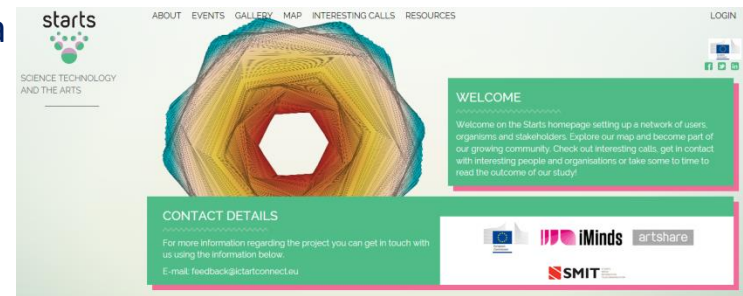 starts
SCIENCE TECHNOLOGY
AND THE ARTS
ABOUT EVENTS GALLERY MAP INTERESTING CALLS RESOURCES
LOGIN
WELCOME
Welcome on the Starts homepage setting up a network of users,
organisms and stakeholders. Explore our map and become part of
our growing community. Check out interesting calls, get in contact
with interesting people and organisations or take some to time to
read the outcome of our study!
CONTACT DETAILS
For more information regarding the project you can get in touch with
us using the information below.
E-mail: feedback@ictartconnect.eu
iMinds
artshare
SMIT